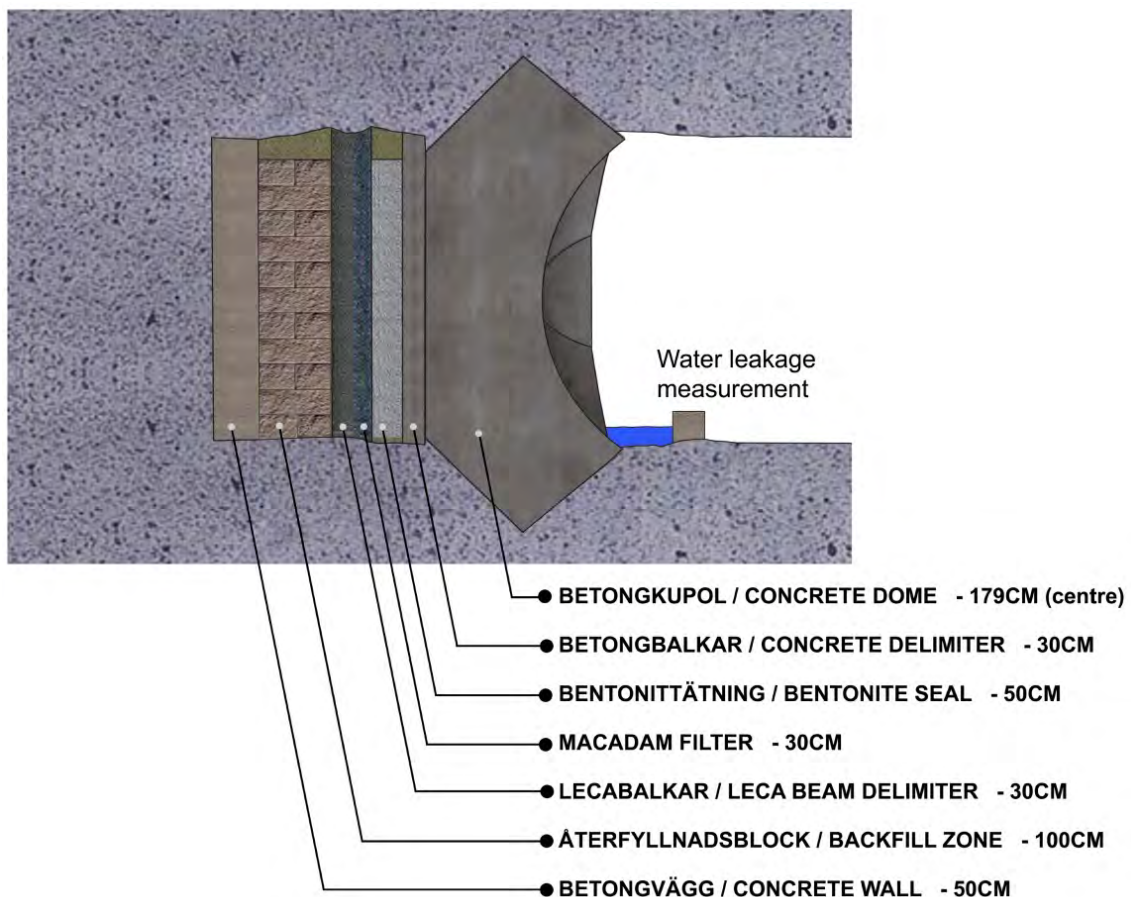 Water leakage
measurement
BETONGKUPOL / CONCRETE DOME - 179CM (centre)
BETONGBALKAR / CONCRETE DELIMITER - 30CM
BENTONITTÄTNING / BENTONITE SEAL - 50CM
MACADAM FILTER - 30CM
LECABALKAR / LECA BEAM DELIMITER - 30CM
ÅTERFYLLNADSBLOCK / BACKFILL ZONE - 100CM
BETONGVÄGG / CONCRETE WALL - 50CM